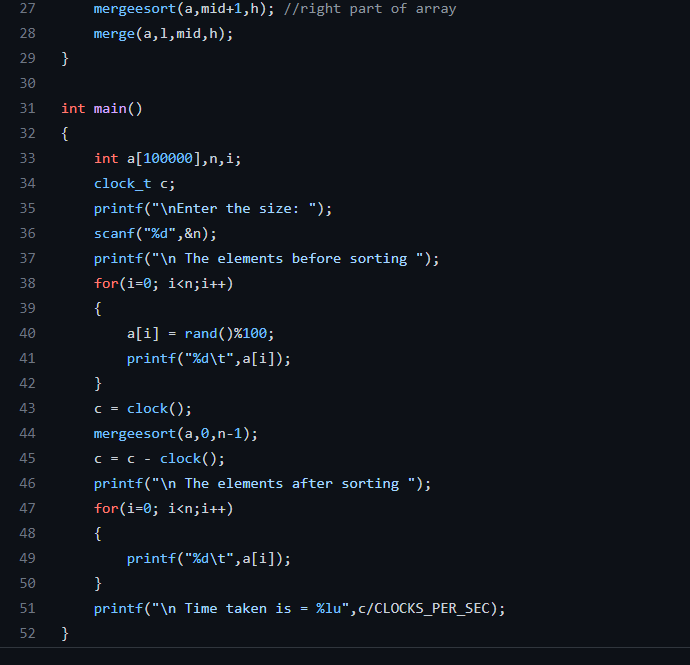 27 mergeesort(a,mid+1,h); //right part of array
28 merge(a,l,mid,h);
29 }
30
31 int main()
32 {
33 int a[100000],n,i;
34 clock_t c;
35 printf("\nEnter the size: ");
36 scanf("%d",&n);
37 printf("\n The elements before sorting ");
38 for(i=0; i<n;i++)
39 {
40 a[i] = rand()%100;
41 printf("%d\t",a[i]);
42 }
43 c = clock();
44 mergeesort(a,0,n-1);
45 c = c - clock();
46 printf("\n The elements after sorting ");
47 for(i=0; i<n;i++)
48 {
49 printf("%d\t",a[i]);
50 }
51 printf("\n Time taken is = %lu",c/CLOCKS_PER_SEC);
52 }